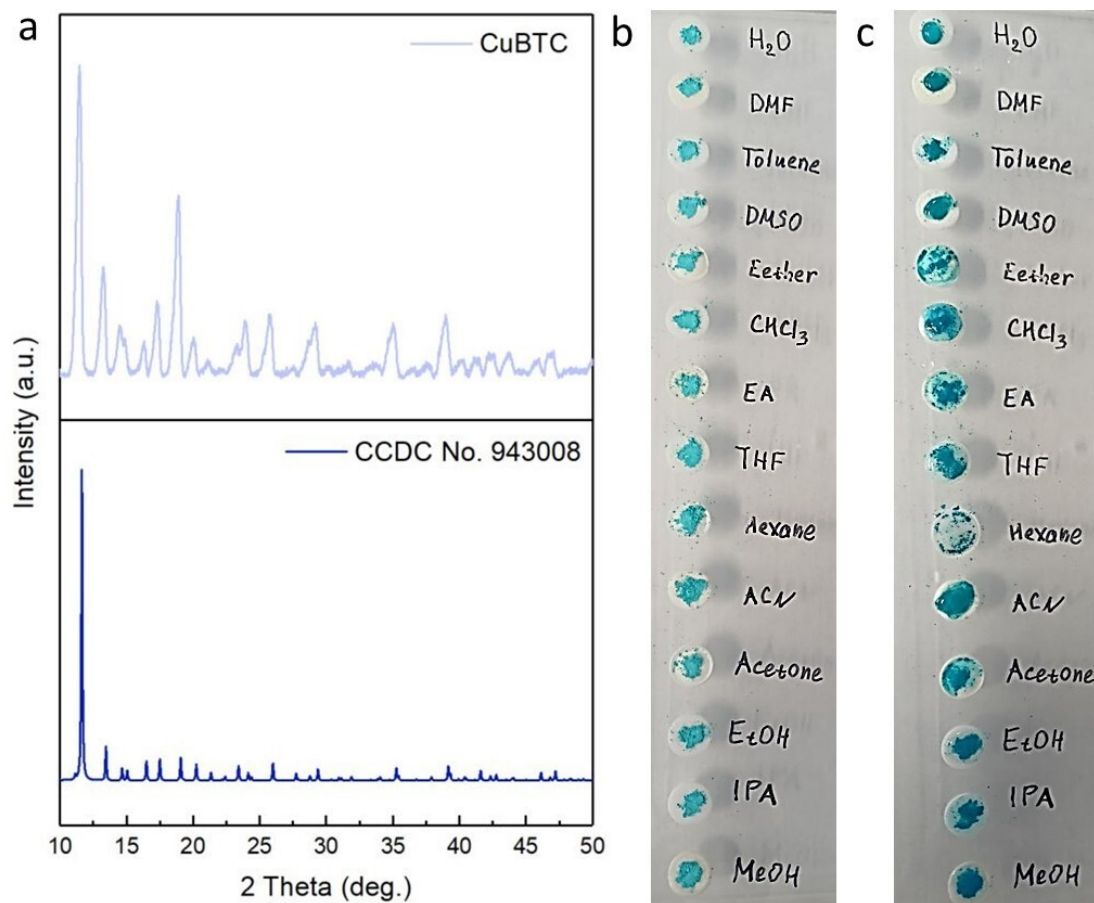 a
CuBTC
CCDC No. 943008
Intensity (a.u.)
10 15 20 25 30 35 40 45 50
2 Theta (deg.)
b
H₂O
DMF
Toluene
DMSO
Eether
CHCl₃
EA
THF
Hexane
ACN
Acetone
EtOH
IPA
MeOH
c
H₂O
DMF
Toluene
DMSO
Eether
CHCl₃
EA
THF
Hexane
ACN
Acetone
EtOH
IPA
MeOH